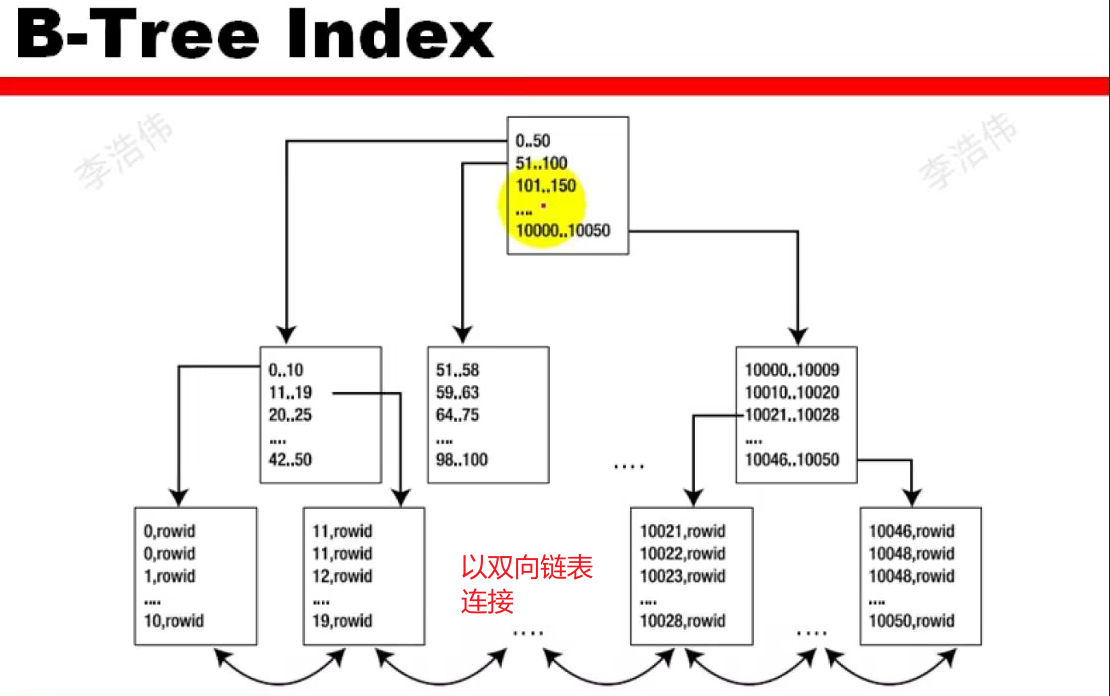 B-Tree Index
李浩伟
李浩伟
0..50
51..100
101..150
....
10000..10050
0..10
11..19
20..25
....
42..50
51..58
59..63
64..75
....
98..100
....
10000..10009
10010..10020
10021..10028
....
10046..10050
0,rowid
0,rowid
1,rowid
....
10,rowid
11,rowid
11,rowid
12,rowid
....
19,rowid
以双向链表
连接
....
10021,rowid
10022,rowid
10023,rowid
....
10028,rowid
....
10046,rowid
10048,rowid
10048,rowid
....
10050,rowid